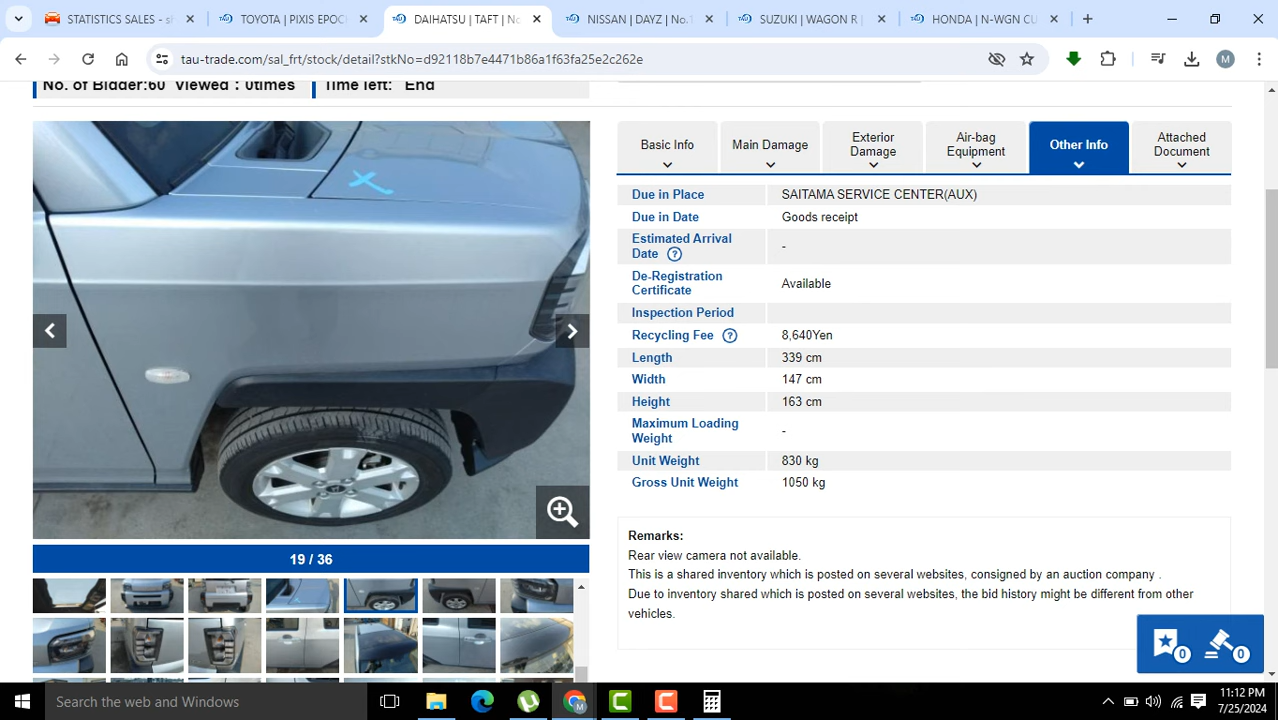 STATISTICS SALES - sh
TOYOTA | PIXIS EPOCH
DAIHATSU | TAFT | No
NISSAN | DAYZ | No.1
SUZUKI | WAGON R |
HONDA | N-WGN CU
tau-trade.com/sal_frt/stock/detail?stkNo=d92118b7e4471b86a1f63fa25e2c262e
M
No. of Bidder:60 Viewed : 0times
Time left: End
Basic Info
Main Damage
Exterior Damage
Air-bag Equipment
Other Info
Attached Document
Due in Place SAITAMA SERVICE CENTER(AUX)
Due in Date Goods receipt
Estimated Arrival Date ? -
De-Registration Certificate Available
Inspection Period
Recycling Fee ? 8,640Yen
Length 339 cm
Width 147 cm
Height 163 cm
Maximum Loading Weight -
Unit Weight 830 kg
Gross Unit Weight 1050 kg
19 / 36
Remarks:
Rear view camera not available.
This is a shared inventory which is posted on several websites, consigned by an auction company .
Due to inventory shared which is posted on several websites, the bid history might be different from other
vehicles.
0 0
Search the web and Windows
M
11:12 PM
7/25/2024